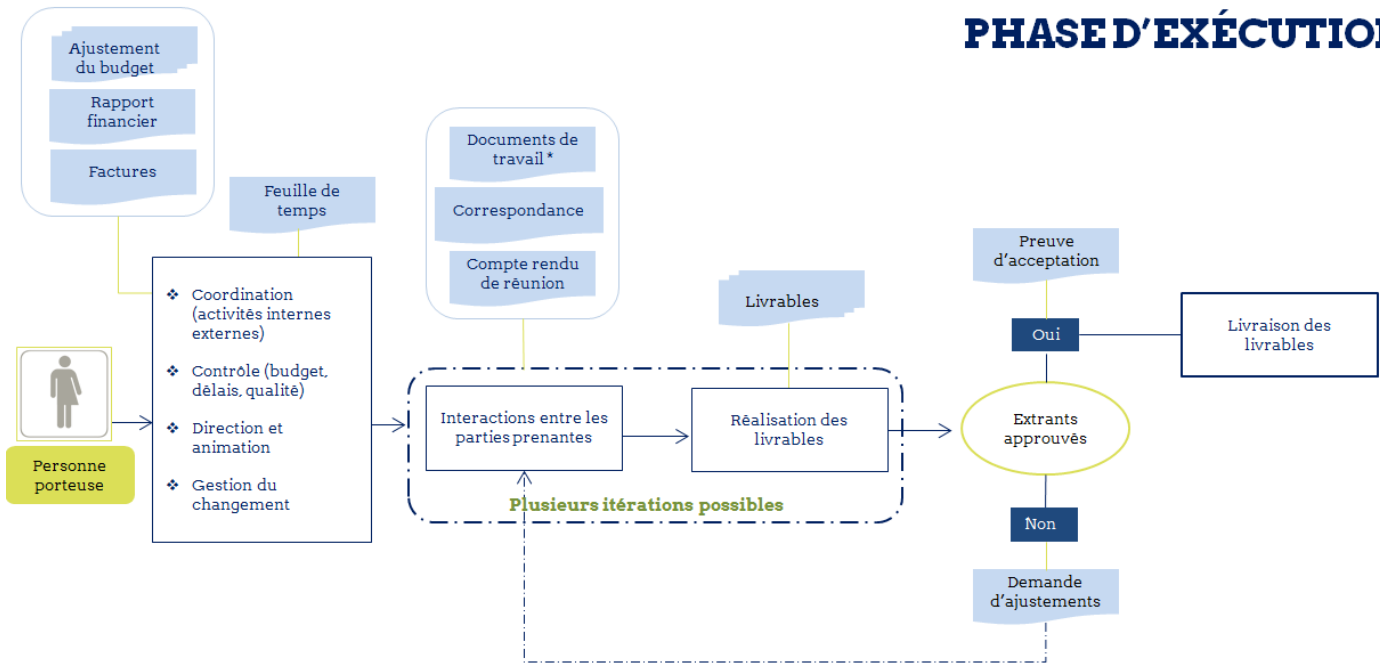 PHASE D'EXÉCUTION
Ajustement
du budget
Rapport
financier
Factures
Feuille de
temps
Documents de
travail *
Correspondance
Compte rendu
de réunion
Livrables
Preuve
d'acceptation
❖ Coordination
(activités internes
externes)
❖ Contrôle (budget,
délais, qualité)
❖ Direction et
animation
❖ Gestion du
changement
Personne
porteuse
Interactions entre les
parties prenantes
Réalisation des
livrables
Plusieurs itérations possibles
Oui
Livraison des
livrables
Extrants
approuvés
Non
Demande
d'ajustements